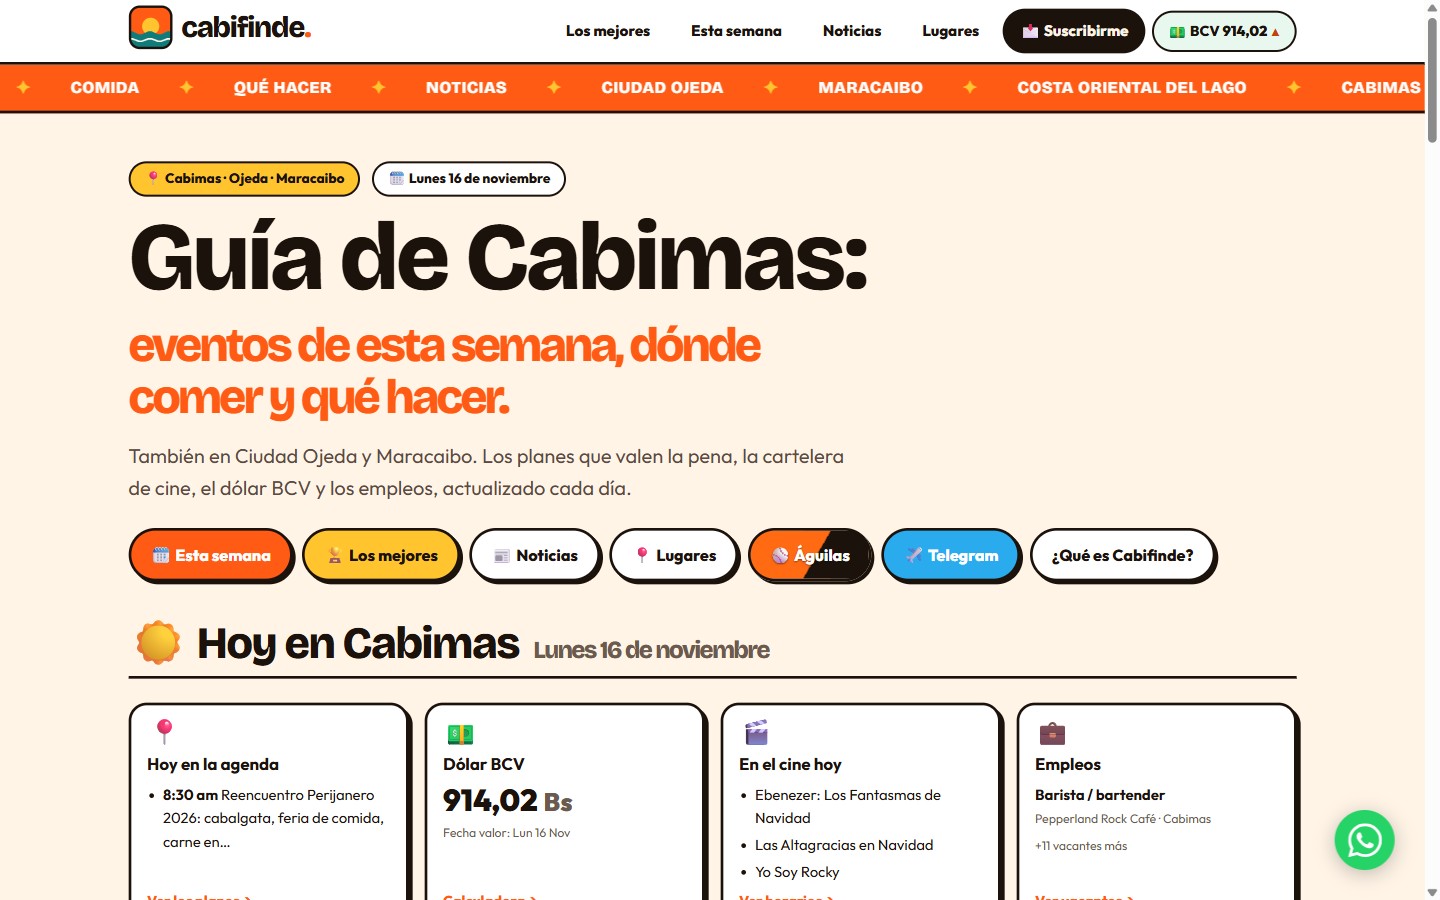 cabifinde.
Los mejores
Esta semana
Noticias
Lugares
Suscribirme
BCV 914,02 ▲
✦ COMIDA ✦ QUÉ HACER ✦ NOTICIAS ✦ CIUDAD OJEDA ✦ MARACAIBO ✦ COSTA ORIENTAL DEL LAGO ✦ CABIMAS
Cabimas · Ojeda · Maracaibo
Lunes 16 de noviembre
Guía de Cabimas:
eventos de esta semana, dónde
comer y qué hacer.
También en Ciudad Ojeda y Maracaibo. Los planes que valen la pena, la cartelera
de cine, el dólar BCV y los empleos, actualizado cada día.
Esta semana
Los mejores
Noticias
Lugares
Águilas
Telegram
¿Qué es Cabifinde?
Hoy en Cabimas Lunes 16 de noviembre
Hoy en la agenda
• 8:30 am Reencuentro Perijanero
2026: cabalgata, feria de comida,
carne en...
Dólar BCV
914,02 Bs
Fecha valor: Lun 16 Nov
En el cine hoy
• Ebenezer: Los Fantasmas de
Navidad
• Las Altagracias en Navidad
• Yo Soy Rocky
Empleos
Barista / bartender
Pepperland Rock Café · Cabimas
+11 vacantes más